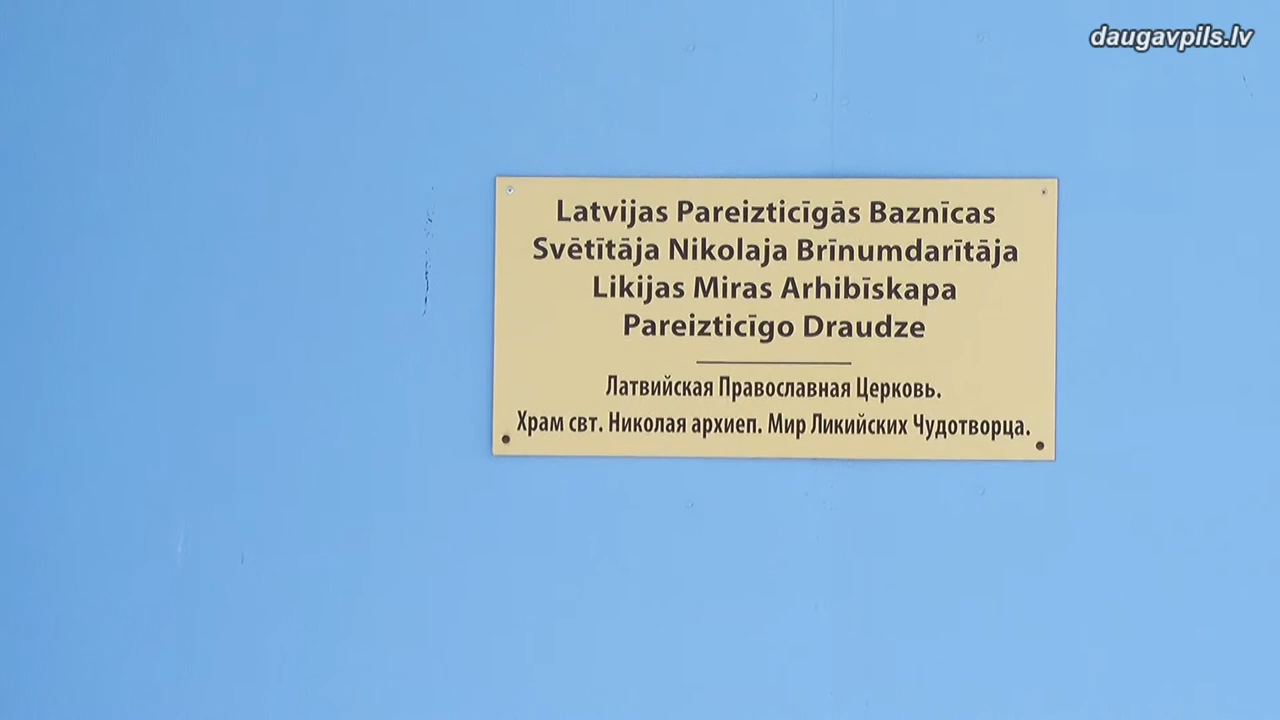 daugavpils.lv
Latvijas Pareizticīgās Baznīcas
Svētītāja Nikolaja Brīnumdarītāja
Likijas Miras Arhibīskapa
Pareizticīgo Draudze
Латвийская Православная Церковь.
Храм свт. Николая архиеп. Мир Ликийских Чудотворца.